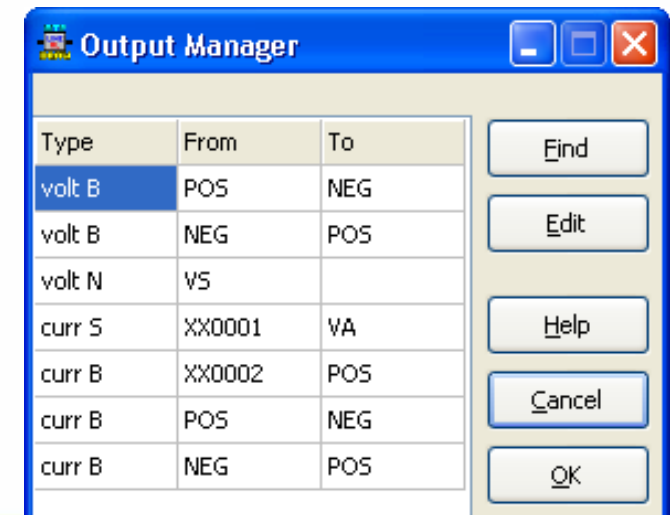 Output Manager
Type From To
volt B POS NEG
volt B NEG POS
volt N VS
curr S XX0001 VA
curr B XX0002 POS
curr B POS NEG
curr B NEG POS
Find
Edit
Help
Cancel
OK